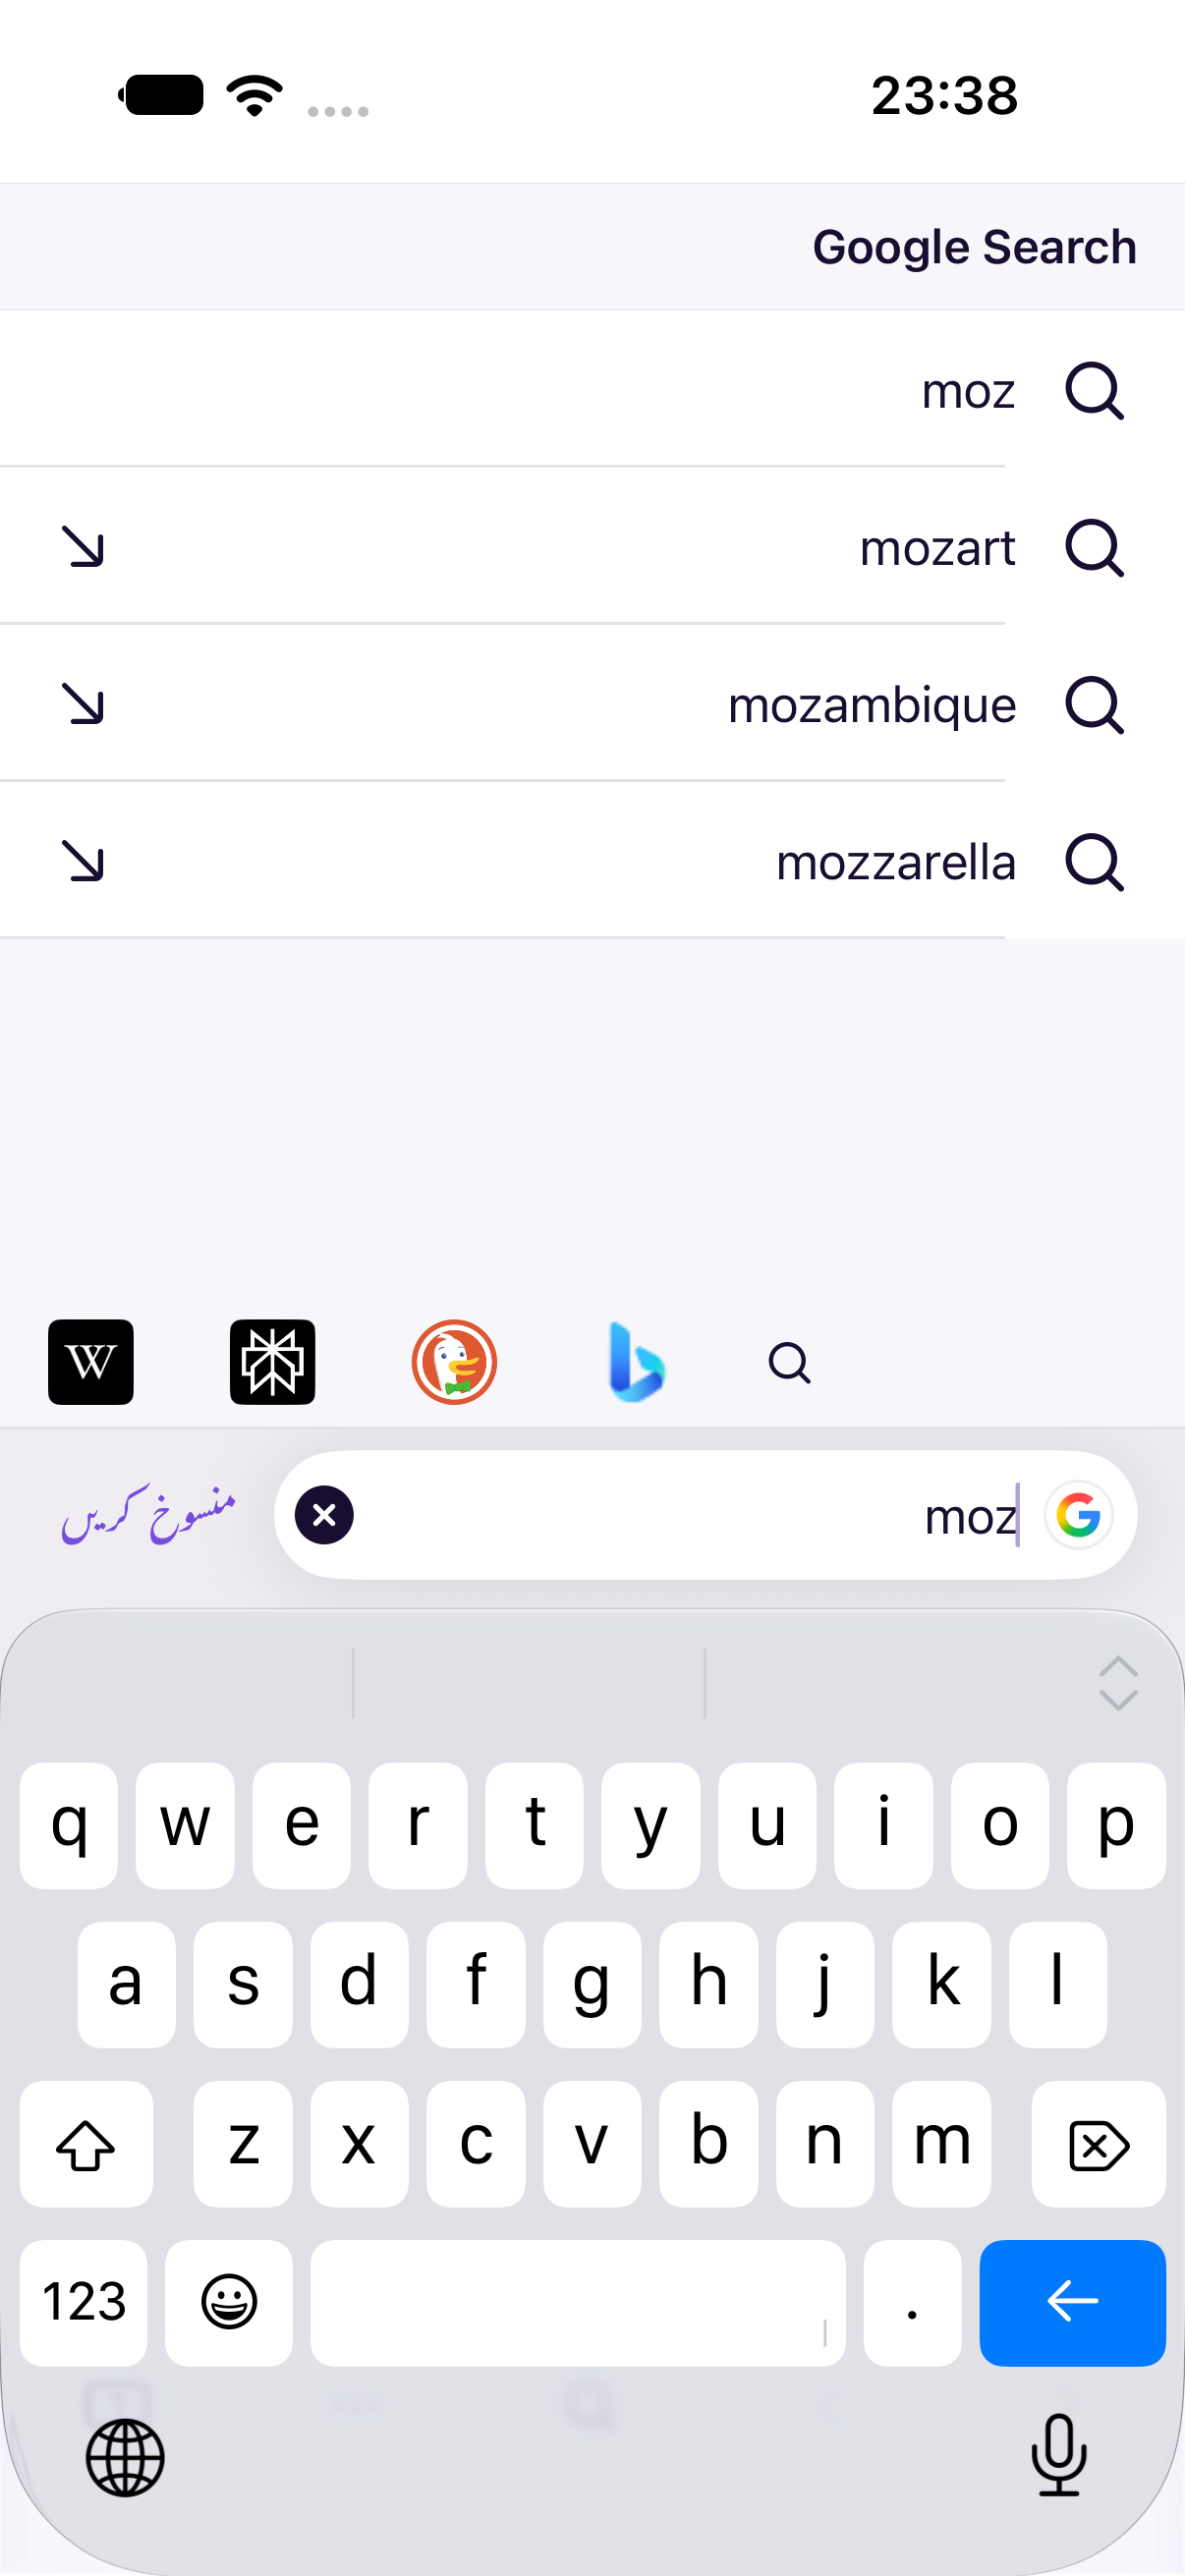 23:38
Google Search
moz
mozart
mozambique
mozzarella
W
moz
منسوخ کریں
q w e r t y u i o p
a s d f g h j k l
z x c v b n m
123 .